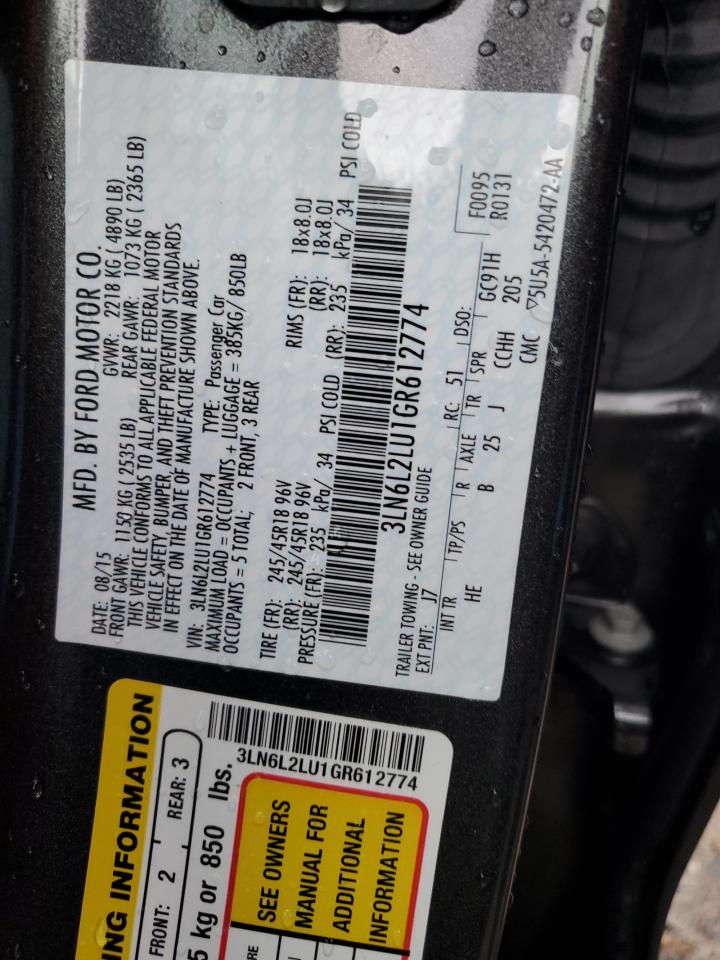 MFD. BY FORD MOTOR CO.
DATE: 08/15 GVWR: 2218 KG ( 4890 LB)
FRONT GAWR: 1150 KG ( 2535 LB) REAR GAWR: 1073 KG ( 2365 LB)
THIS VEHICLE CONFORMS TO ALL APPLICABLE FEDERAL MOTOR
VEHICLE SAFETY, BUMPER, AND THEFT PREVENTION STANDARDS
IN EFFECT ON THE DATE OF MANUFACTURE SHOWN ABOVE.
VIN: 3LN6L2LU1GR612774 TYPE: Passenger Car
MAXIMUM LOAD = OCCUPANTS + LUGGAGE = 385KG/ 850LB
OCCUPANTS = 5 TOTAL; 2 FRONT, 3 REAR
TIRE (FR): 245/45R18 96V RIMS (FR): 18x8.0J
(RR): 245/45R18 96V (RR): 18x8.0J
PRESSURE (FR): 235 kPa/ 34 PSI COLD (RR): 235 kPa/ 34 PSI COLD
3LN6L2LU1GR612774
TRAILER TOWING - SEE OWNER GUIDE
F0095
EXT PNT: J7 RC: 51 DSO: R0131
INT TR TP/PS R AXLE TR SPR GC91H
HE B 25 J CCHH 205
CMC ▽5U5A-5420472-AA
NG INFORMATION
FRONT: 2 REAR: 3
5 kg or 850 lbs.
3LN6L2LU1GR612774
SEE OWNERS
MANUAL FOR
ADDITIONAL
INFORMATION